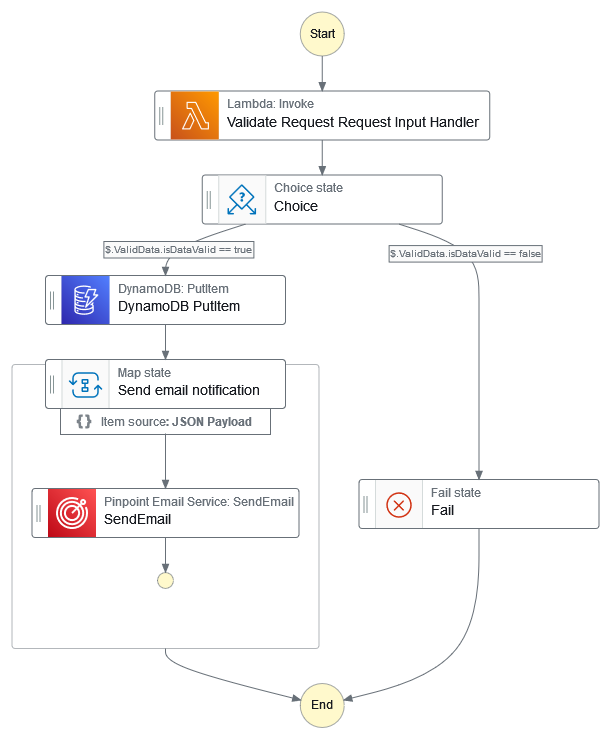 Start
Lambda: Invoke
Validate Request Request Input Handler
Choice state
Choice
$.ValidData.isDataValid == true
$.ValidData.isDataValid == false
DynamoDB: PutItem
DynamoDB PutItem
Map state
Send email notification
{} Item source: JSON Payload
Pinpoint Email Service: SendEmail
SendEmail
Fail state
Fail
End